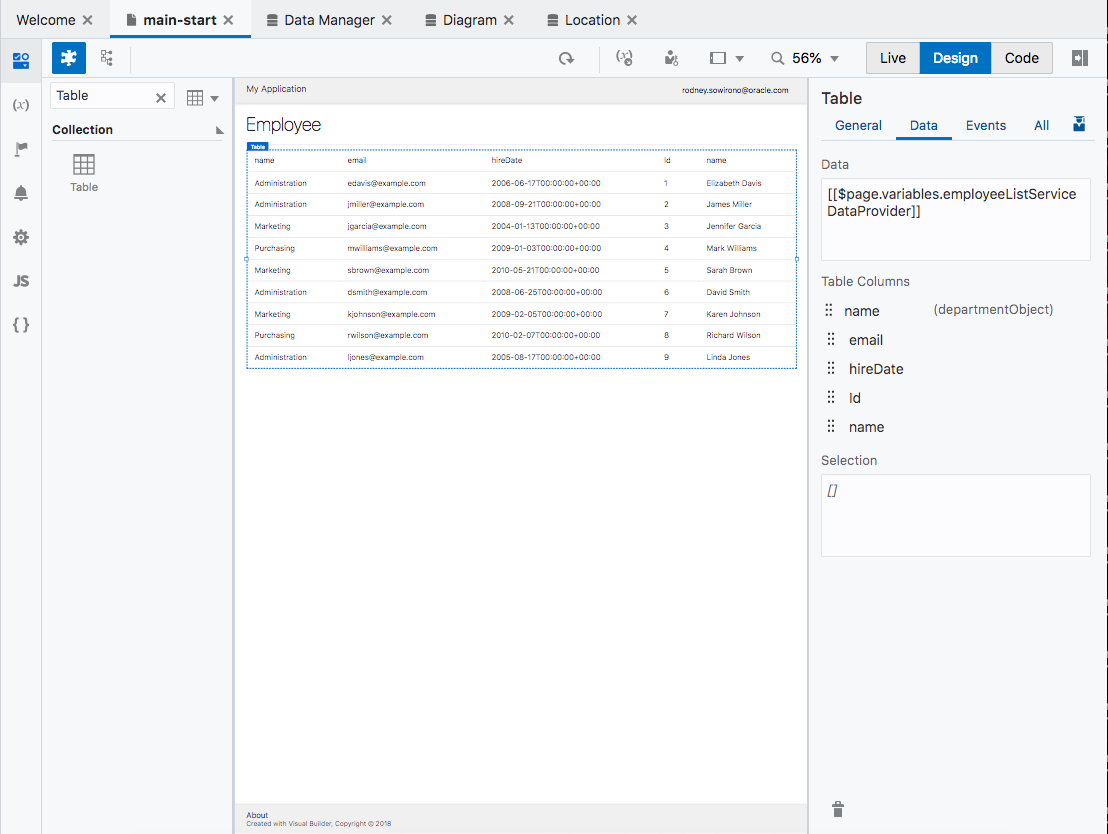 Welcome main-start Data Manager Diagram Location
56% Live Design Code
(x)
JS
{ }
Table
Collection
Table
My Application rodney.sowirono@oracle.com
Employee
Table
name email hireDate Id name
Administration edavis@example.com 2006-06-17T00:00:00+00:00 1 Elizabeth Davis
Administration jmiller@example.com 2008-09-21T00:00:00+00:00 2 James Miller
Marketing jgarcia@example.com 2004-01-13T00:00:00+00:00 3 Jennifer Garcia
Purchasing mwilliams@example.com 2009-01-03T00:00:00+00:00 4 Mark Williams
Marketing sbrown@example.com 2010-05-21T00:00:00+00:00 5 Sarah Brown
Administration dsmith@example.com 2008-06-25T00:00:00+00:00 6 David Smith
Marketing kjohnson@example.com 2009-02-05T00:00:00+00:00 7 Karen Johnson
Purchasing rwilson@example.com 2010-02-07T00:00:00+00:00 8 Richard Wilson
Administration ljones@example.com 2005-08-17T00:00:00+00:00 9 Linda Jones
About
Created with Visual Builder, Copyright © 2018
Table
General Data Events All
Data
[[$page.variables.employeeListService
DataProvider]]
Table Columns
name (departmentObject)
email
hireDate
Id
name
Selection
[]